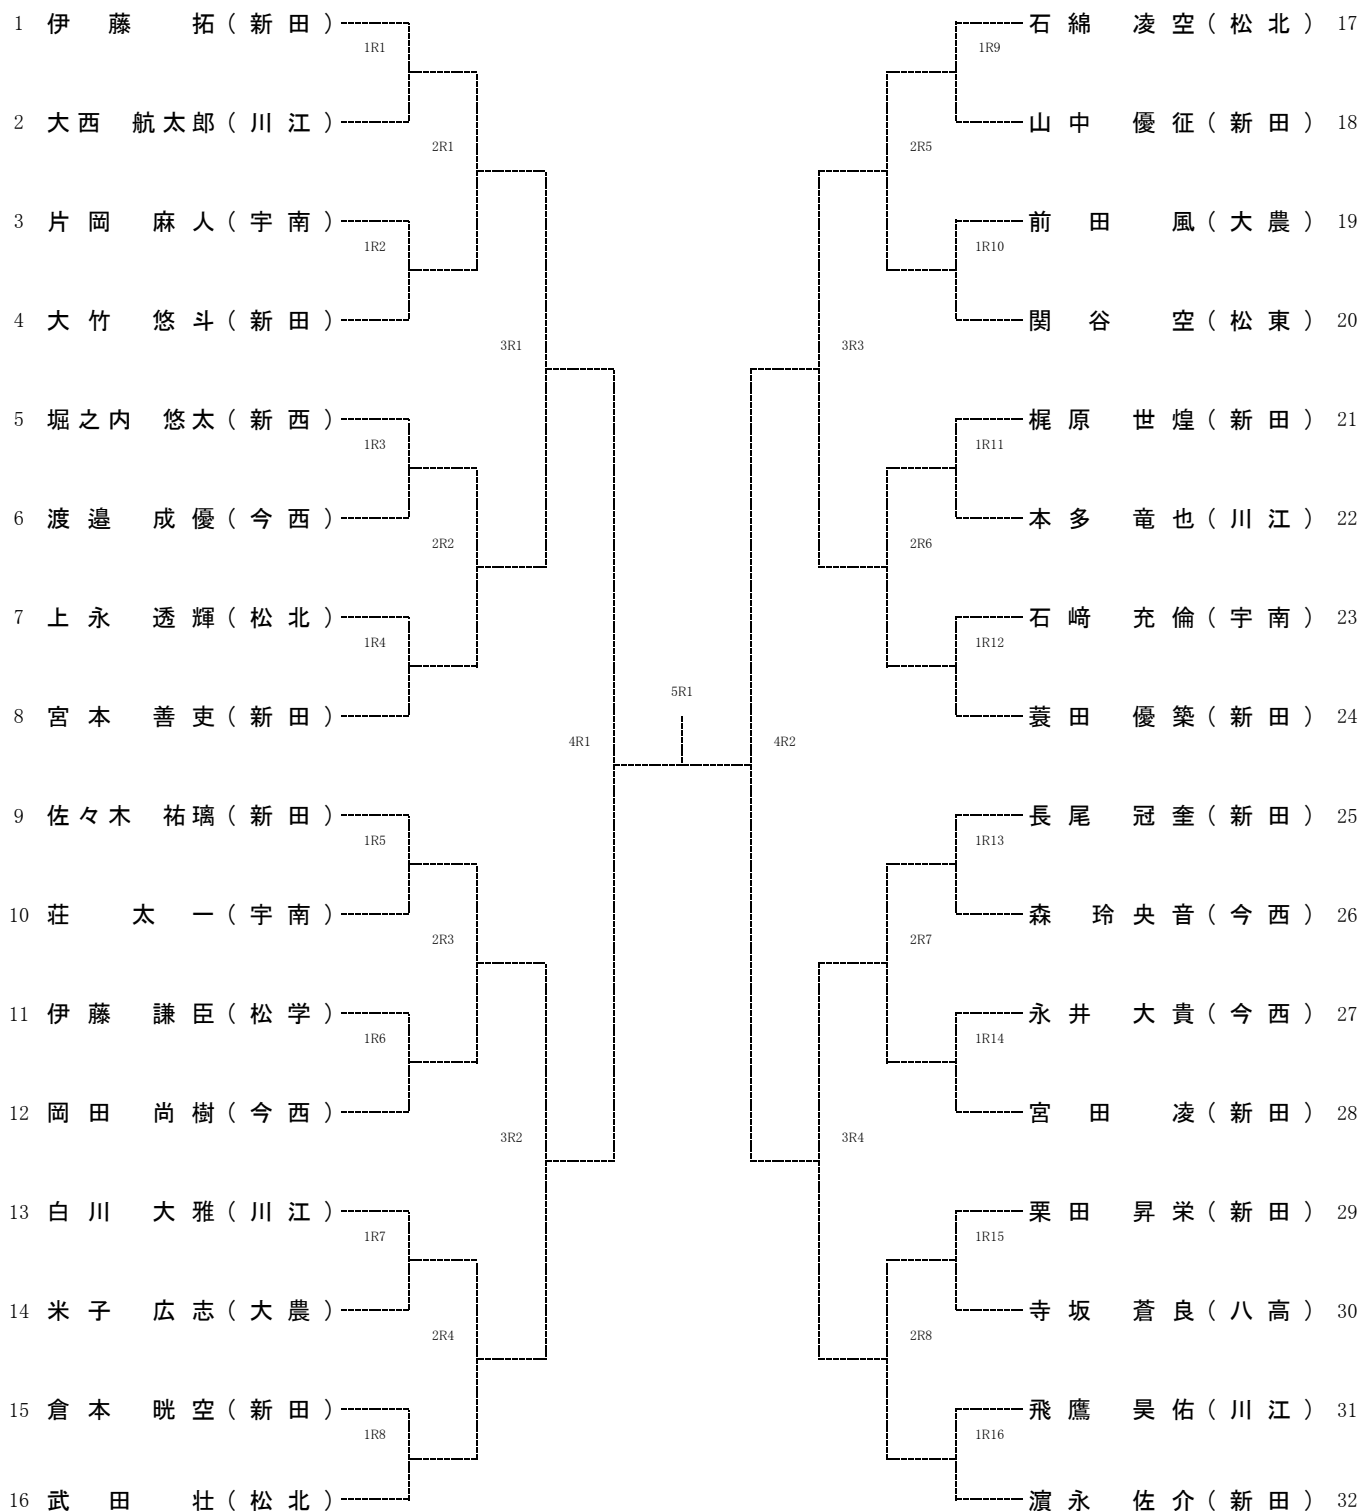 1 伊藤 拓（新田）
1R1
2 大西 航太郎（川江）
2R1
3 片岡 麻人（宇南）
1R2
4 大竹 悠斗（新田）
3R1
5 堀之内 悠太（新西）
1R3
6 渡邉 成優（今西）
2R2
7 上永 透輝（松北）
1R4
8 宮本 善吏（新田）
4R1
9 佐々木 祐璃（新田）
1R5
10 荘 太一（宇南）
2R3
11 伊藤 謙臣（松学）
1R6
12 岡田 尚樹（今西）
3R2
13 白川 大雅（川江）
1R7
14 米子 広志（大農）
2R4
15 倉本 晄空（新田）
1R8
16 武田 壮（松北）
5R1
石綿 凌空（松北） 17
1R9
山中 優征（新田） 18
2R5
前田 風（大農） 19
1R10
関谷 空（松東） 20
3R3
梶原 世煌（新田） 21
1R11
本多 竜也（川江） 22
2R6
石﨑 充倫（宇南） 23
1R12
蓑田 優築（新田） 24
4R2
長尾 冠奎（新田） 25
1R13
森 玲央音（今西） 26
2R7
永井 大貴（今西） 27
1R14
宮田 凌（新田） 28
3R4
栗田 昇栄（新田） 29
1R15
寺坂 蒼良（八高） 30
2R8
飛鷹 昊佑（川江） 31
1R16
濵永 佐介（新田） 32